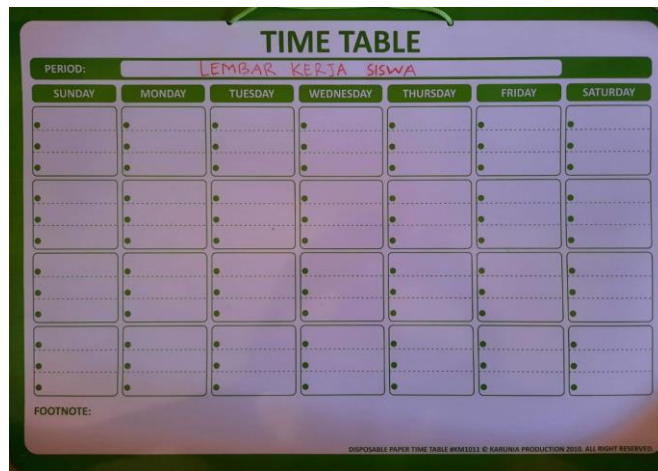 TIME TABLE
PERIOD: LEMBAR KERJA SISWA
SUNDAY MONDAY TUESDAY WEDNESDAY THURSDAY FRIDAY SATURDAY
FOOTNOTE:
DISPOSABLE PAPER TIME TABLE #KM1011 © KARUNIA PRODUCTION 2010. ALL RIGHT RESERVED.